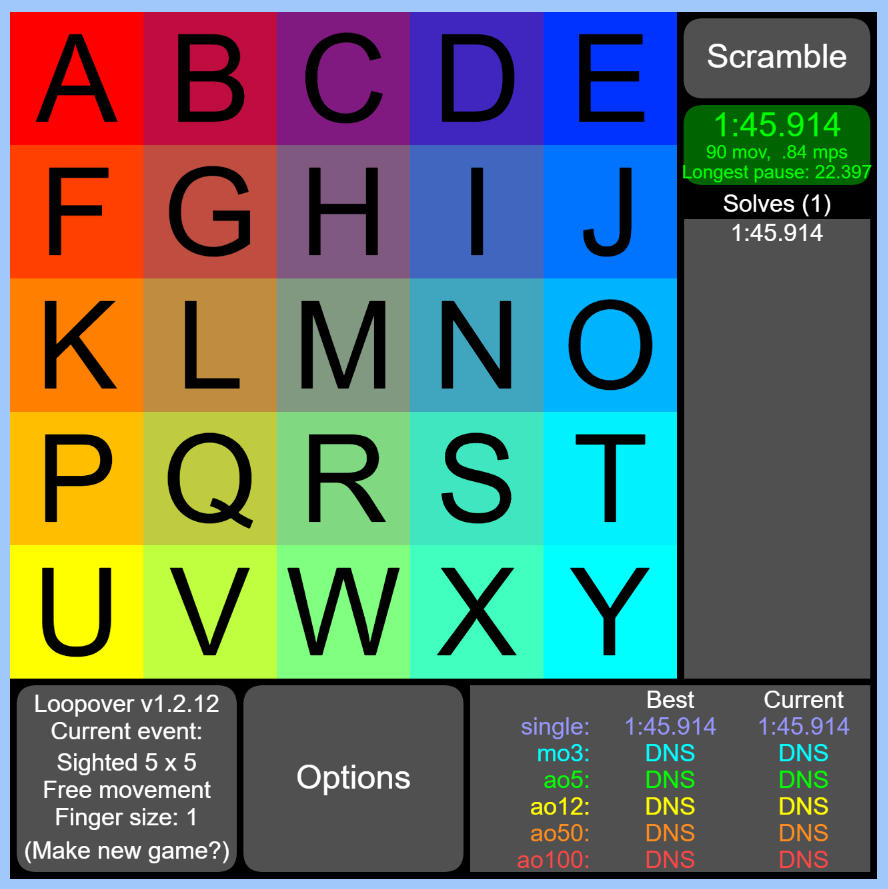 A B C D E
F G H I J
K L M N O
P Q R S T
U V W X Y
Scramble
1:45.914
90 mov, .84 mps
Longest pause: 22.397
Solves (1)
1:45.914
Loopover v1.2.12
Current event:
Sighted 5 x 5
Free movement
Finger size: 1
(Make new game?)
Options
Best Current
single: 1:45.914 1:45.914
mo3: DNS DNS
ao5: DNS DNS
ao12: DNS DNS
ao50: DNS DNS
ao100: DNS DNS